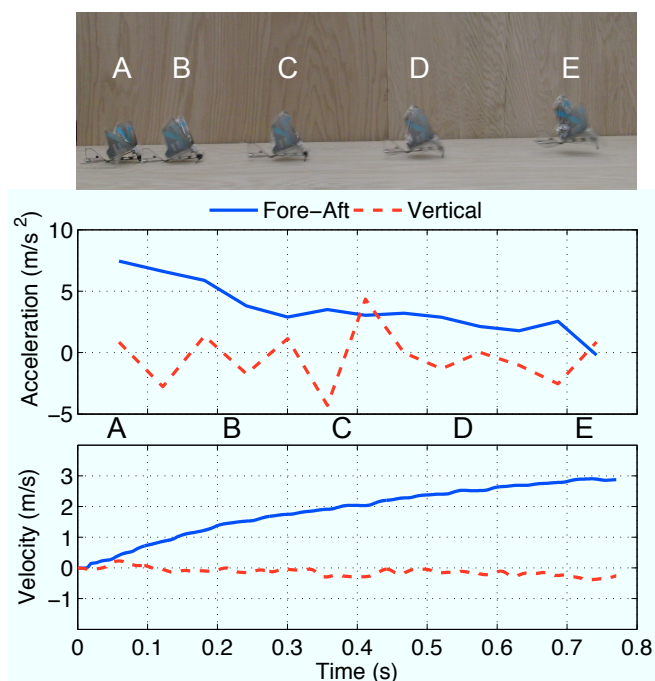 A B C D E
Fore-Aft Vertical
Acceleration (m/s²)
10
5
0
−5
A B C D E
Velocity (m/s)
3
2
1
0
−1
0 0.1 0.2 0.3 0.4 0.5 0.6 0.7 0.8
Time (s)